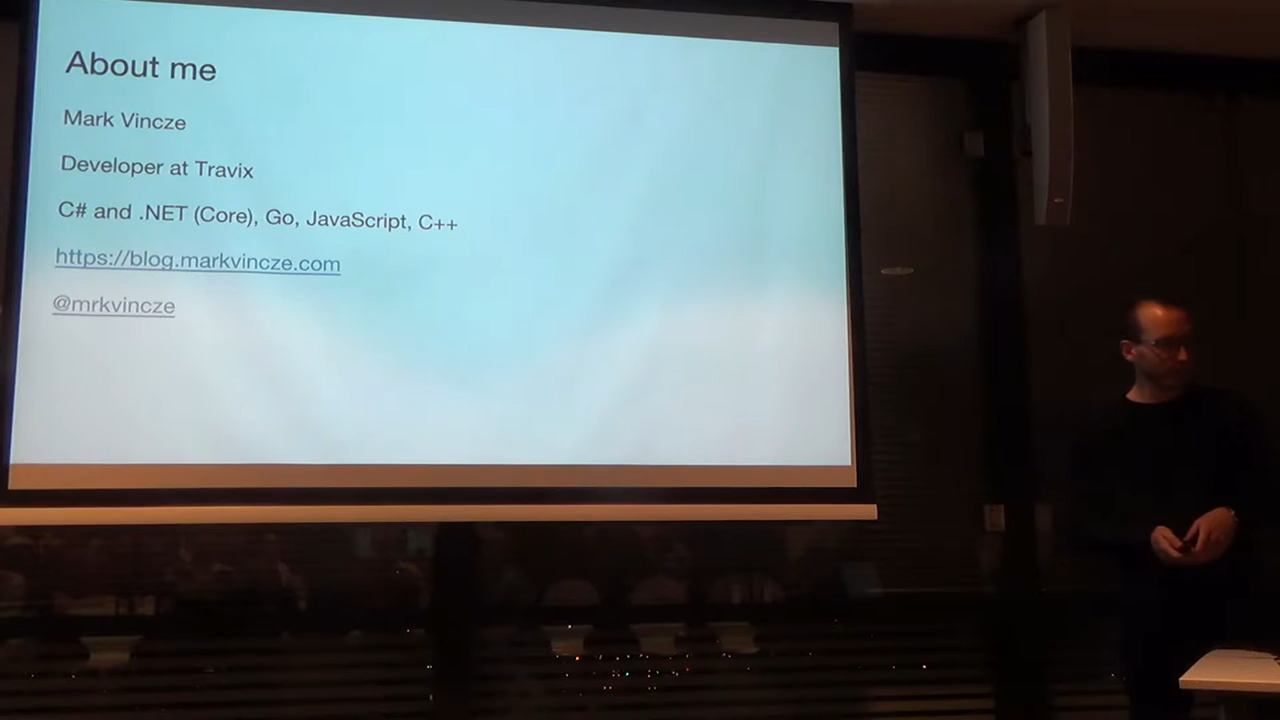 About me
Mark Vincze
Developer at Travix
C# and .NET (Core), Go, JavaScript, C++
https://blog.markvincze.com
@mrkvincze